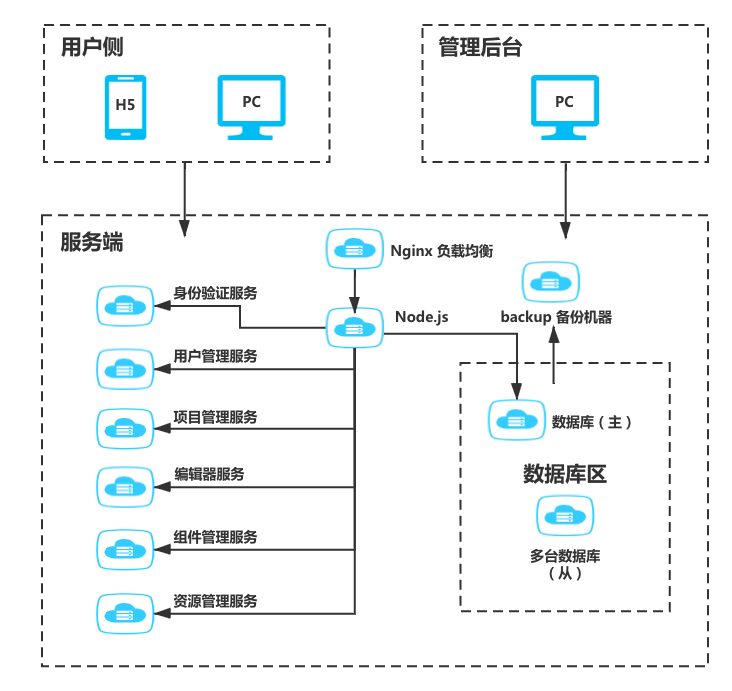 用户侧
H5
PC
管理后台
PC
服务端
Nginx 负载均衡
身份验证服务
Node.js
backup 备份机器
用户管理服务
项目管理服务
数据库（主）
编辑器服务
数据库区
组件管理服务
多台数据库
（从）
资源管理服务